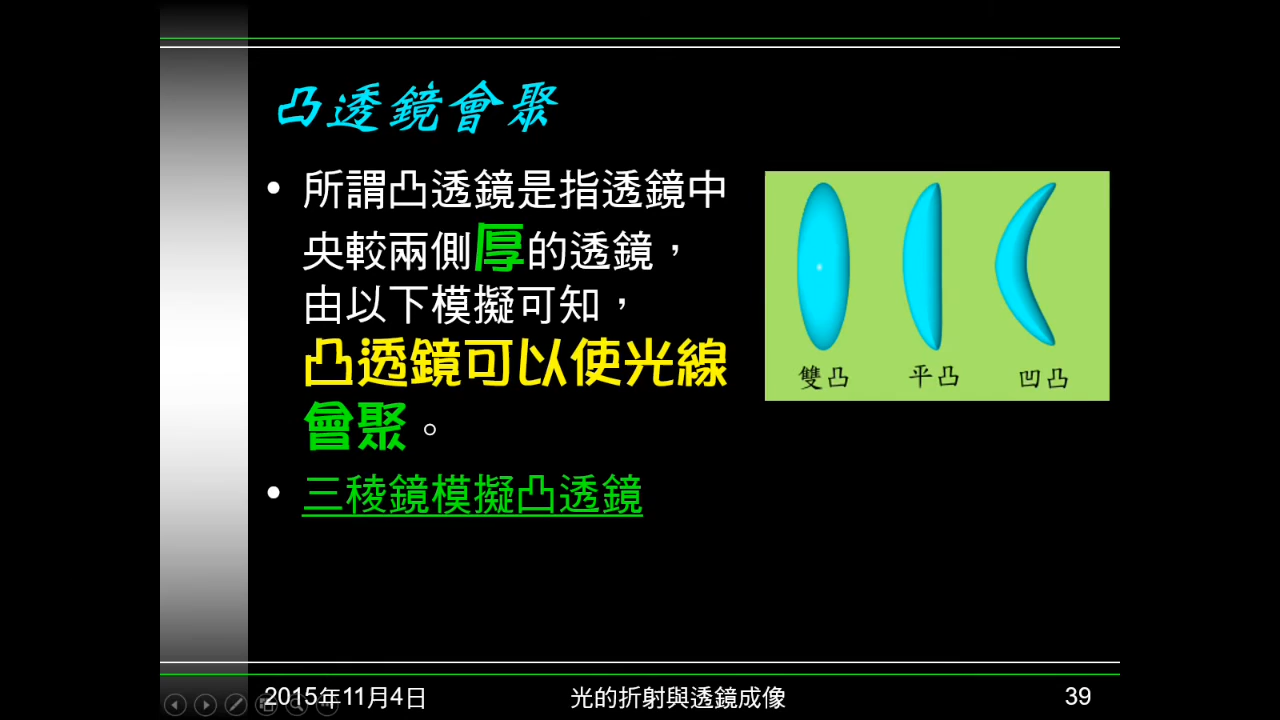 凸透鏡會聚
• 所謂凸透鏡是指透鏡中
央較兩側厚的透鏡，
由以下模擬可知，
凸透鏡可以使光線
會聚。
• 三稜鏡模擬凸透鏡
雙凸 平凸 凹凸
2015年11月4日 光的折射與透鏡成像 39